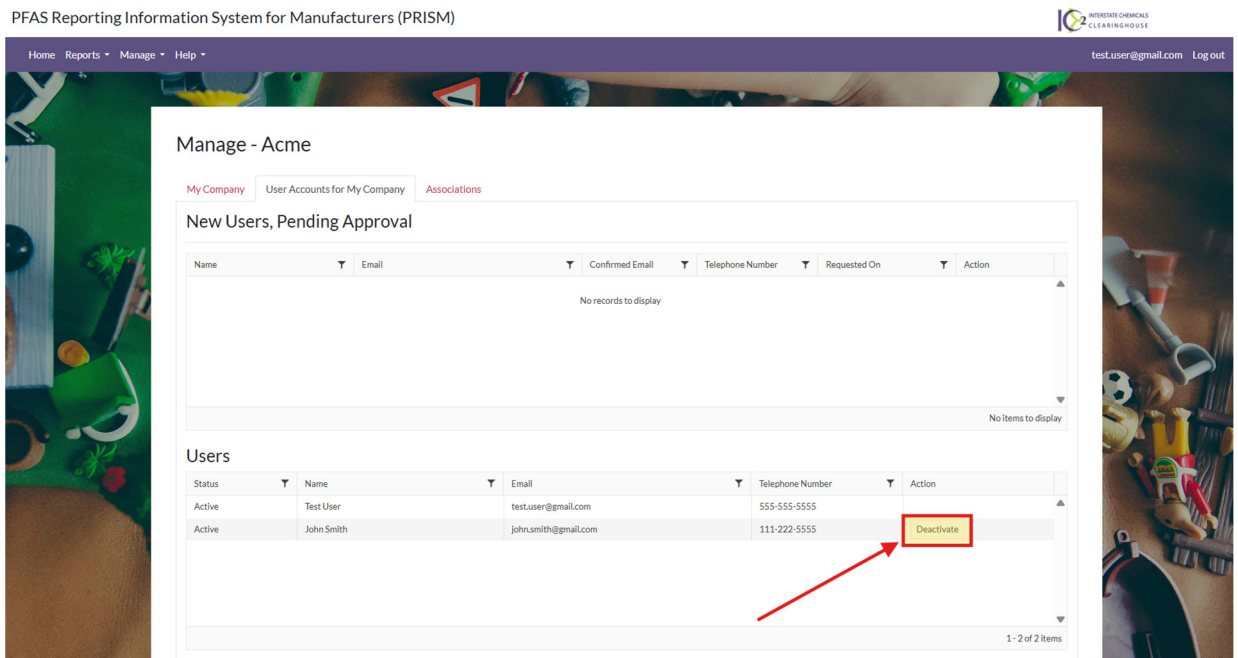 PFAS Reporting Information System for Manufacturers (PRISM)
INTERSTATE CHEMICALS
CLEARINGHOUSE
Home Reports Manage Help test.user@gmail.com Log out
Manage - Acme
My Company User Accounts for My Company Associations
New Users, Pending Approval
Name Email Confirmed Email Telephone Number Requested On Action
No records to display
No items to display
Users
Status Name Email Telephone Number Action
Active Test User test.user@gmail.com 555-555-5555
Active John Smith john.smith@gmail.com 111-222-5555 Deactivate
1 - 2 of 2 items